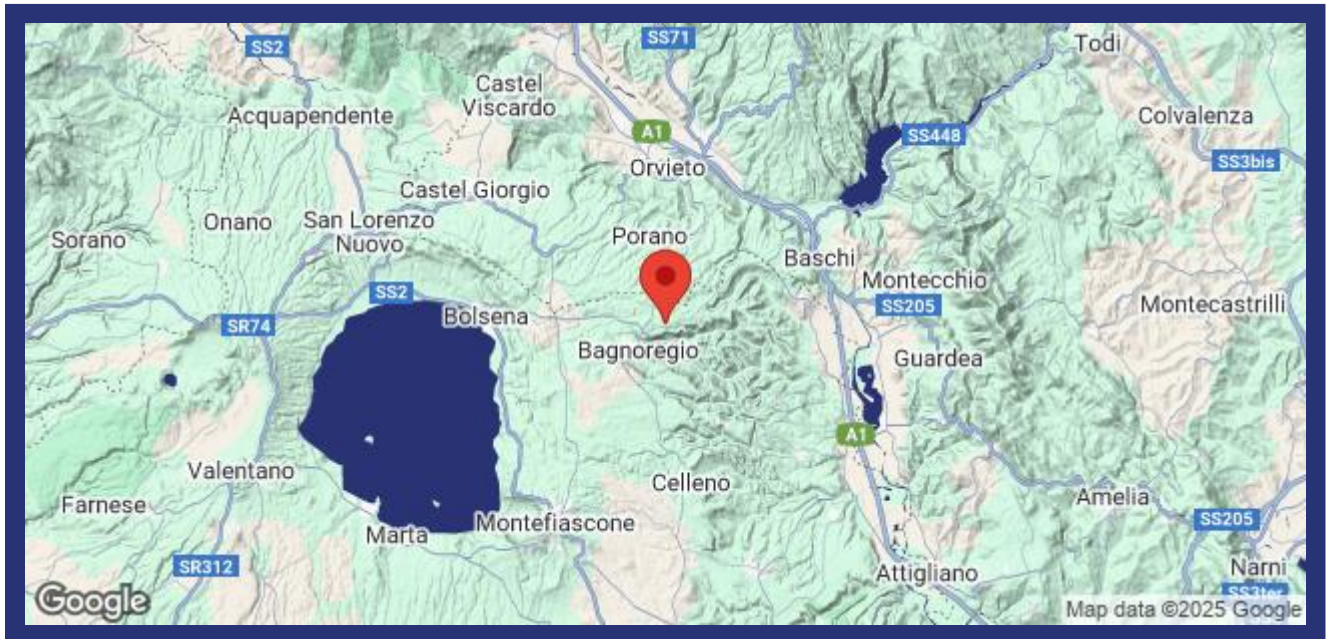 SS71
Todi
SS2
Castel
Viscardo
Acquapendente
Colvalenza
A1
SS448
SS3bis
Orvieto
Castel Giorgio
Onano
San Lorenzo
Nuovo
Sorano
Porano
Baschi
Montecchio
SS2
SS205
Montecastrilli
SR74
Bolsena
Bagnoregio
Guardea
A1
Valentano
Celleno
Farnese
Amelia
Marta
Montefiascone
SS205
SR312
Attigliano
Narni
SS3ter
Google
Map data ©2025 Google